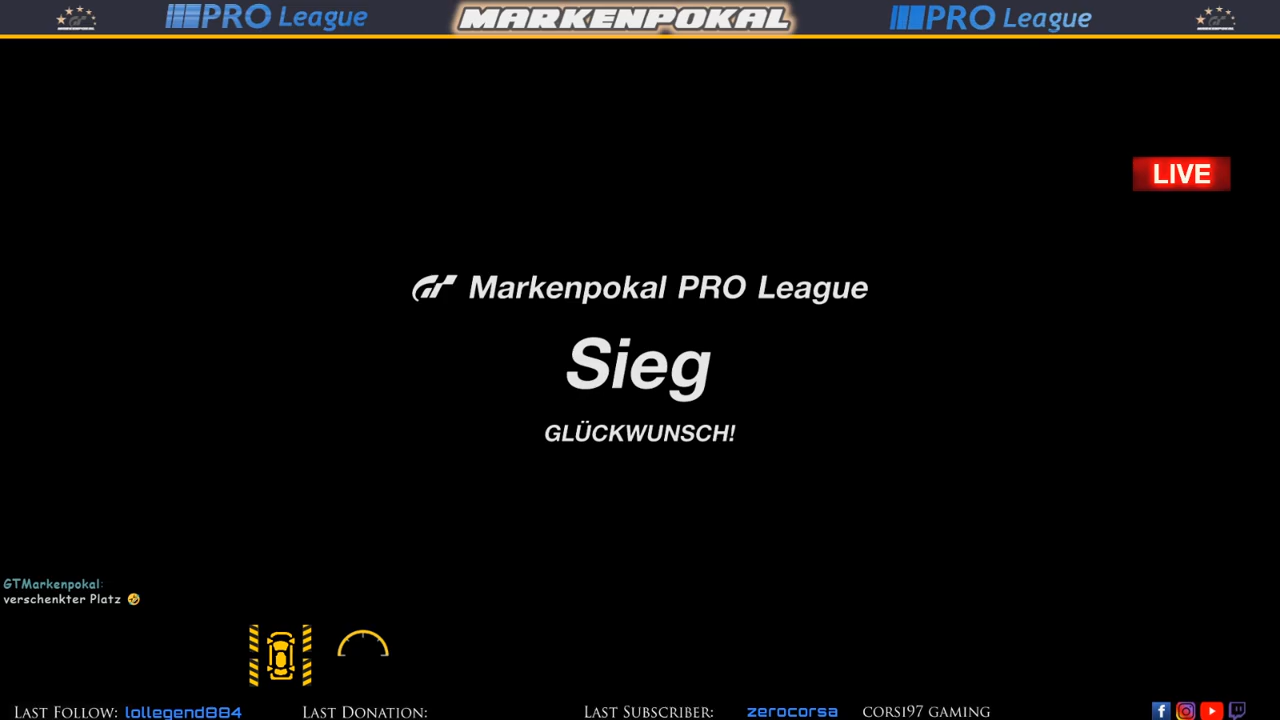 PRO League
MARKENPOKAL
PRO League
LIVE
Markenpokal PRO League
Sieg
GLÜCKWUNSCH!
GTMarkenpokal:
verschenkter Platz 🤣
LAST FOLLOW: lollegend884
LAST DONATION:
LAST SUBSCRIBER: zerocorsa
CORSI97 GAMING